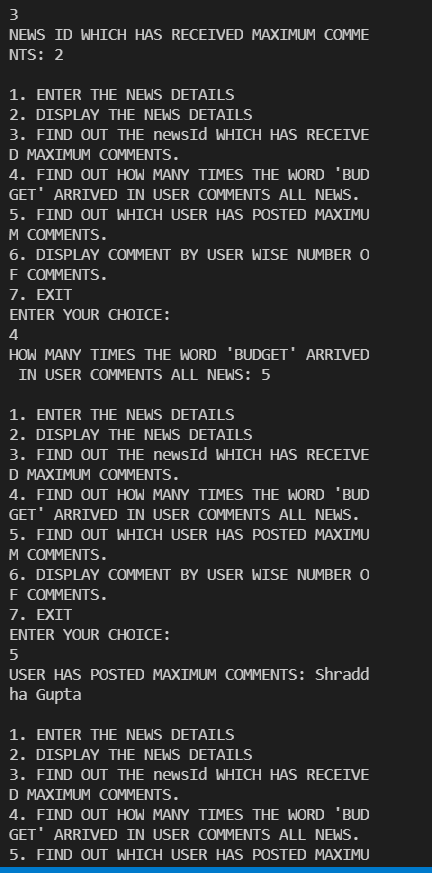 3
NEWS ID WHICH HAS RECEIVED MAXIMUM COMME
NTS: 2
1. ENTER THE NEWS DETAILS
2. DISPLAY THE NEWS DETAILS
3. FIND OUT THE newsId WHICH HAS RECEIVE
D MAXIMUM COMMENTS.
4. FIND OUT HOW MANY TIMES THE WORD 'BUD
GET' ARRIVED IN USER COMMENTS ALL NEWS.
5. FIND OUT WHICH USER HAS POSTED MAXIMU
M COMMENTS.
6. DISPLAY COMMENT BY USER WISE NUMBER O
F COMMENTS.
7. EXIT
ENTER YOUR CHOICE:
4
HOW MANY TIMES THE WORD 'BUDGET' ARRIVED
 IN USER COMMENTS ALL NEWS: 5
1. ENTER THE NEWS DETAILS
2. DISPLAY THE NEWS DETAILS
3. FIND OUT THE newsId WHICH HAS RECEIVE
D MAXIMUM COMMENTS.
4. FIND OUT HOW MANY TIMES THE WORD 'BUD
GET' ARRIVED IN USER COMMENTS ALL NEWS.
5. FIND OUT WHICH USER HAS POSTED MAXIMU
M COMMENTS.
6. DISPLAY COMMENT BY USER WISE NUMBER O
F COMMENTS.
7. EXIT
ENTER YOUR CHOICE:
5
USER HAS POSTED MAXIMUM COMMENTS: Shradd
ha Gupta
1. ENTER THE NEWS DETAILS
2. DISPLAY THE NEWS DETAILS
3. FIND OUT THE newsId WHICH HAS RECEIVE
D MAXIMUM COMMENTS.
4. FIND OUT HOW MANY TIMES THE WORD 'BUD
GET' ARRIVED IN USER COMMENTS ALL NEWS.
5. FIND OUT WHICH USER HAS POSTED MAXIMU